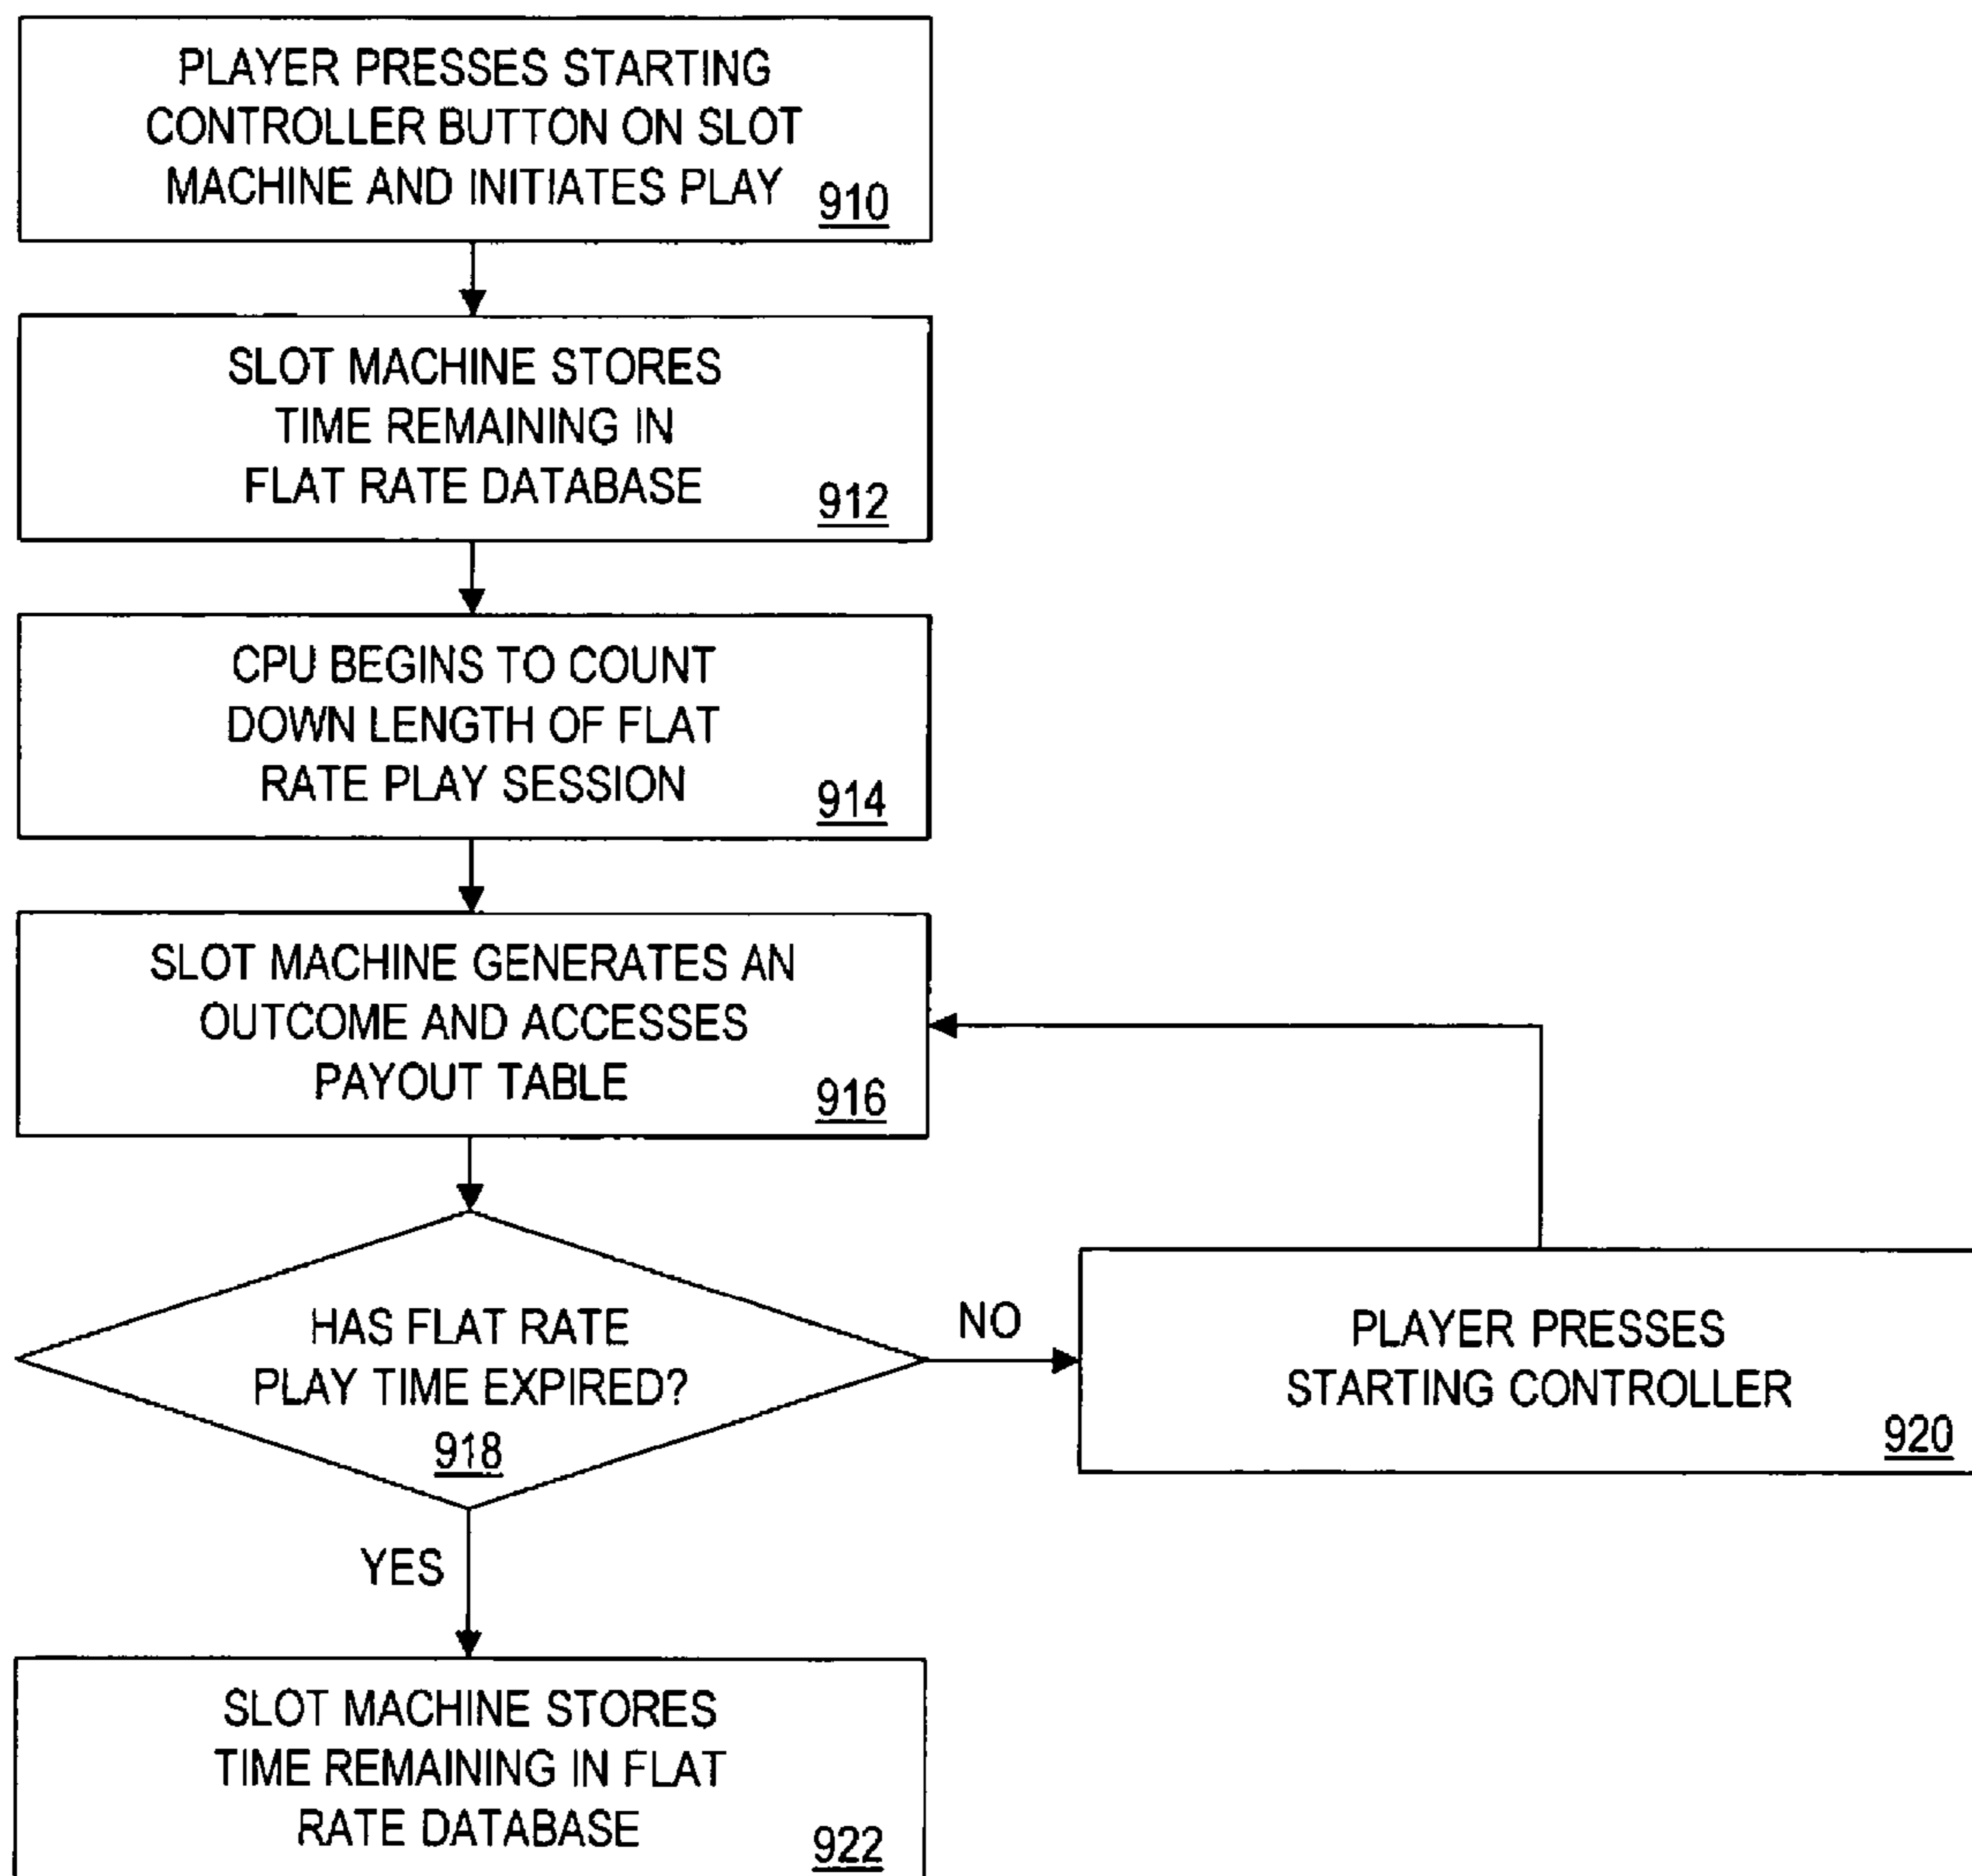 PLAYER PRESSES STARTING
CONTROLLER BUTTON ON SLOT
MACHINE AND INITIATES PLAY
910
SLOT MACHINE STORES
TIME REMAINING IN
FLAT RATE DATABASE
912
CPU BEGINS TO COUNT
DOWN LENGTH OF FLAT
RATE PLAY SESSION
914
SLOT MACHINE GENERATES AN
OUTCOME AND ACCESSES
PAYOUT TABLE
916
HAS FLAT RATE
PLAY TIME EXPIRED?
918
NO
PLAYER PRESSES
STARTING CONTROLLER
920
YES
SLOT MACHINE STORES
TIME REMAINING IN FLAT
RATE DATABASE
922